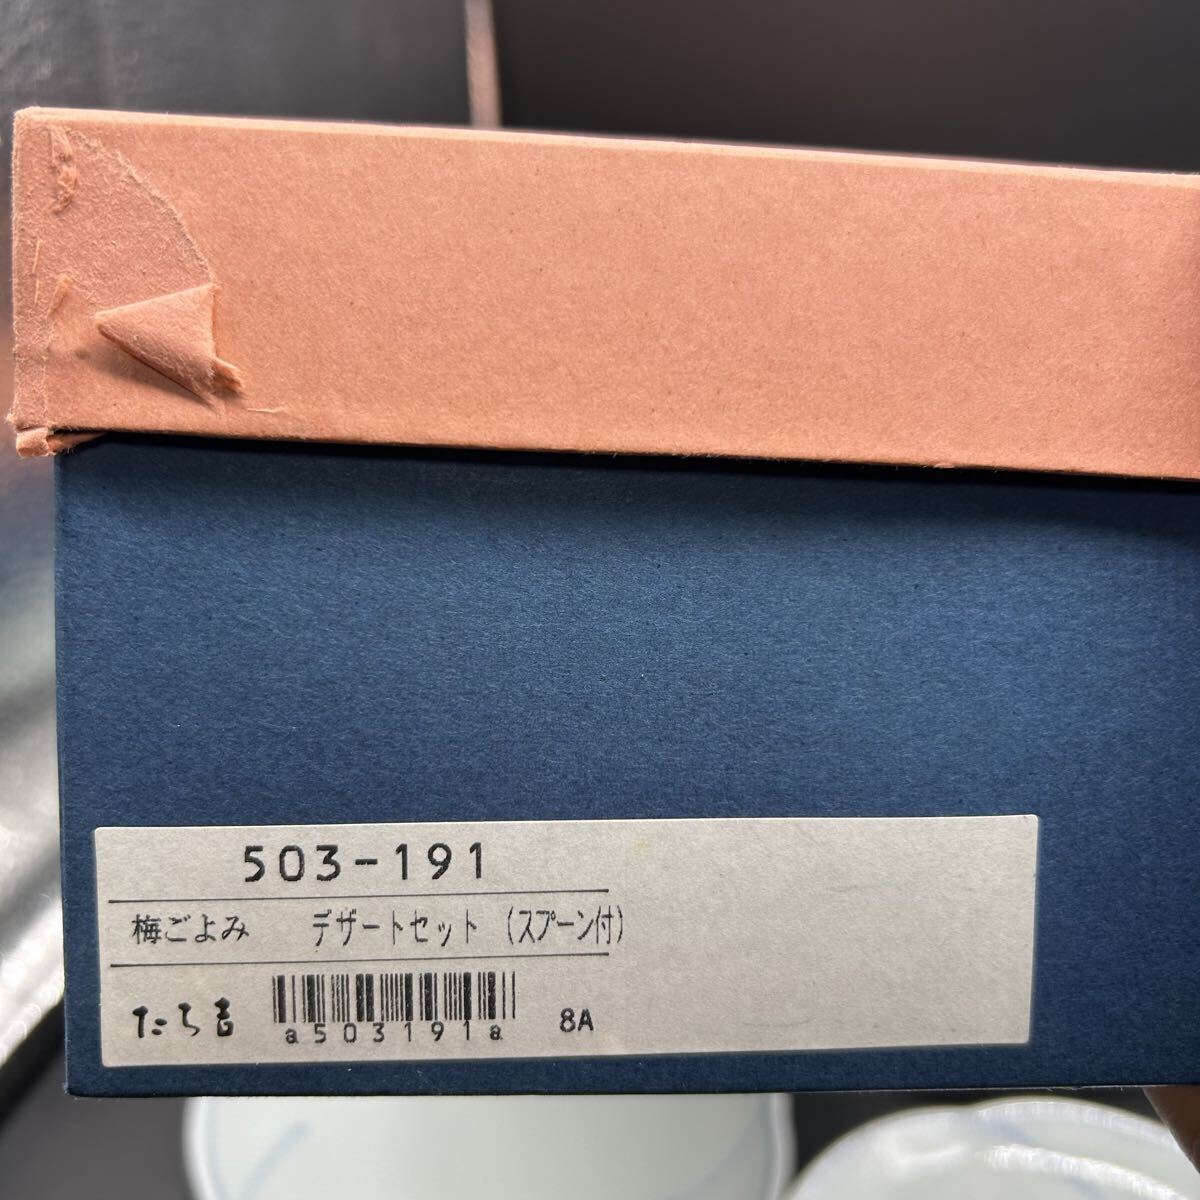 503-191
梅ごよみ デザートセット (スプーン付)
たち吉
a503191a 8A